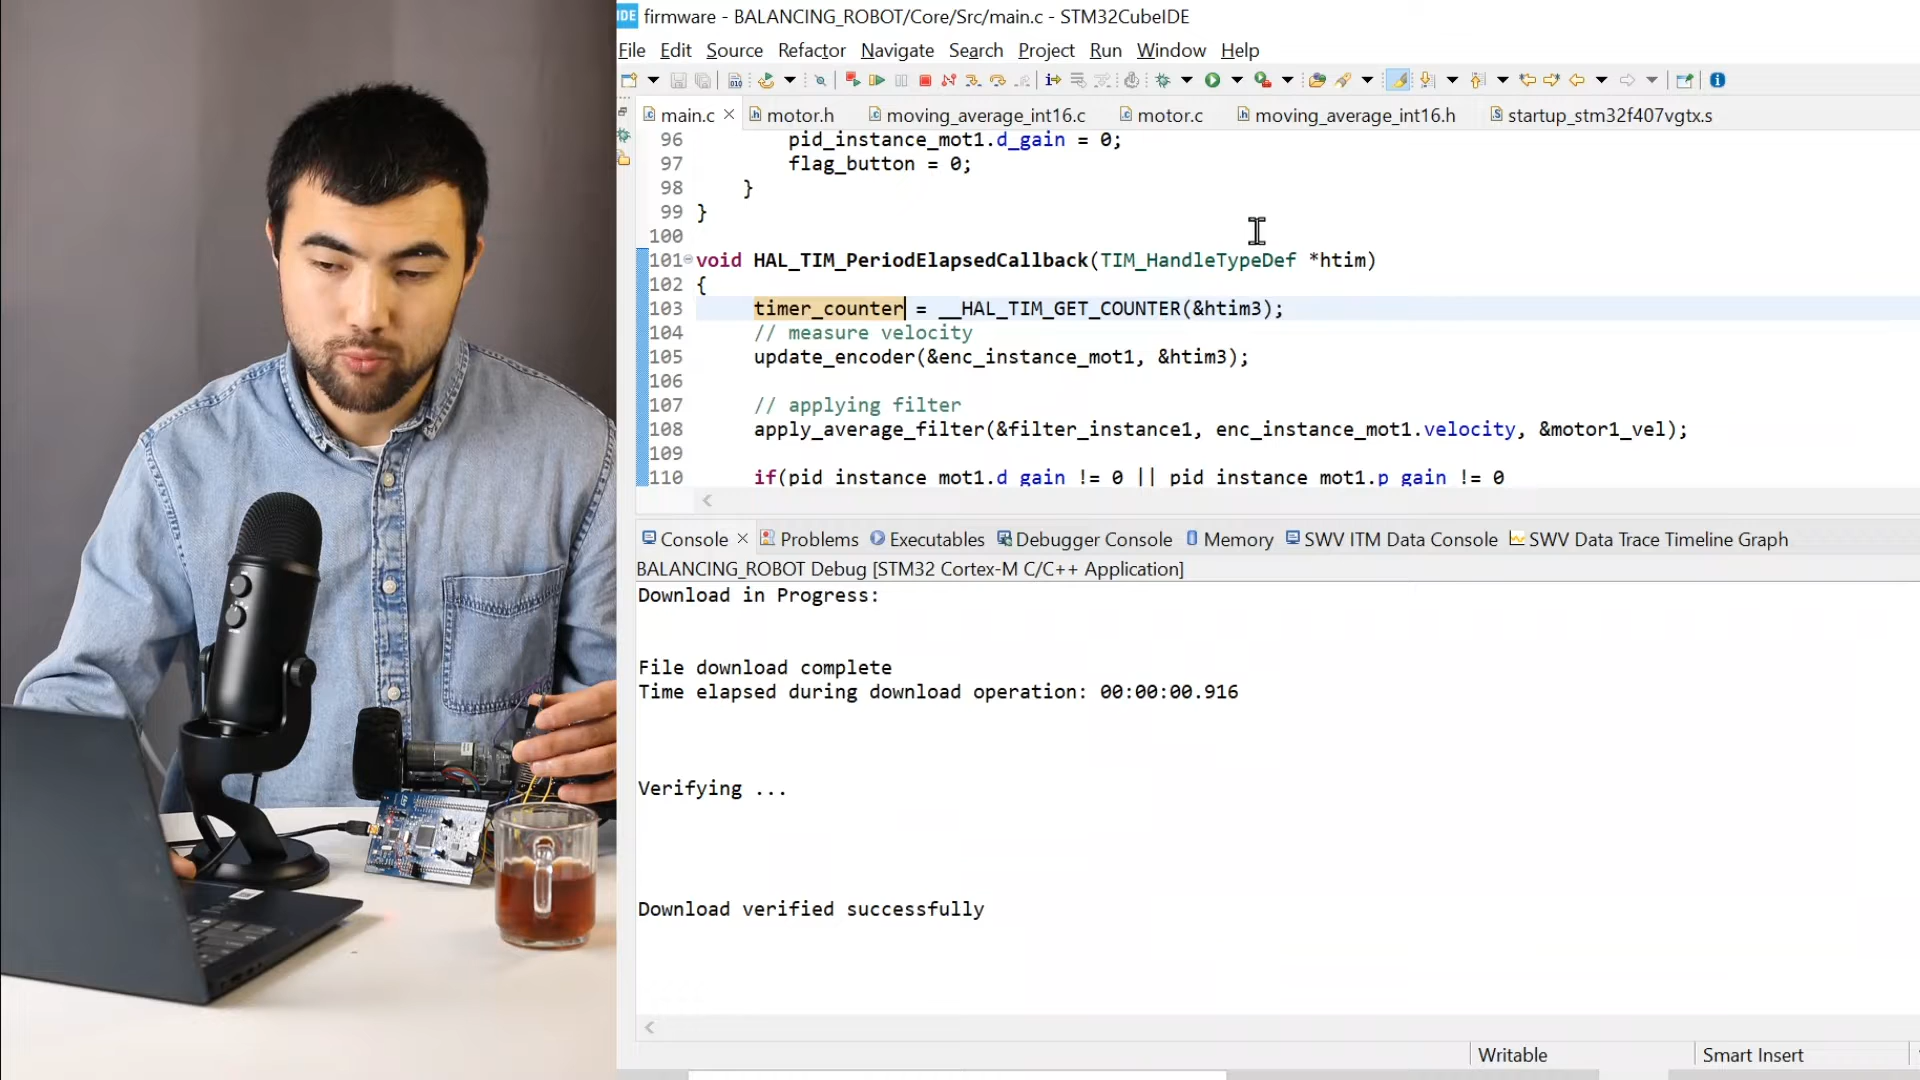 IDE firmware - BALANCING_ROBOT/Core/Src/main.c - STM32CubeIDE
File Edit Source Refactor Navigate Search Project Run Window Help
main.c motor.h moving_average_int16.c motor.c moving_average_int16.h startup_stm32f407vgtx.s
96 pid_instance_mot1.d_gain = 0;
97 flag_button = 0;
98 }
99 }
100
101 void HAL_TIM_PeriodElapsedCallback(TIM_HandleTypeDef *htim)
102 {
103 timer_counter = __HAL_TIM_GET_COUNTER(&htim3);
104 // measure velocity
105 update_encoder(&enc_instance_mot1, &htim3);
106
107 // applying filter
108 apply_average_filter(&filter_instance1, enc_instance_mot1.velocity, &motor1_vel);
109
110 if(pid_instance_mot1.d_gain != 0 || pid_instance_mot1.p_gain != 0
Console Problems Executables Debugger Console Memory SWV ITM Data Console SWV Data Trace Timeline Graph
BALANCING_ROBOT Debug [STM32 Cortex-M C/C++ Application]
Download in Progress:
File download complete
Time elapsed during download operation: 00:00:00.916
Verifying ...
Download verified successfully
Writable Smart Insert